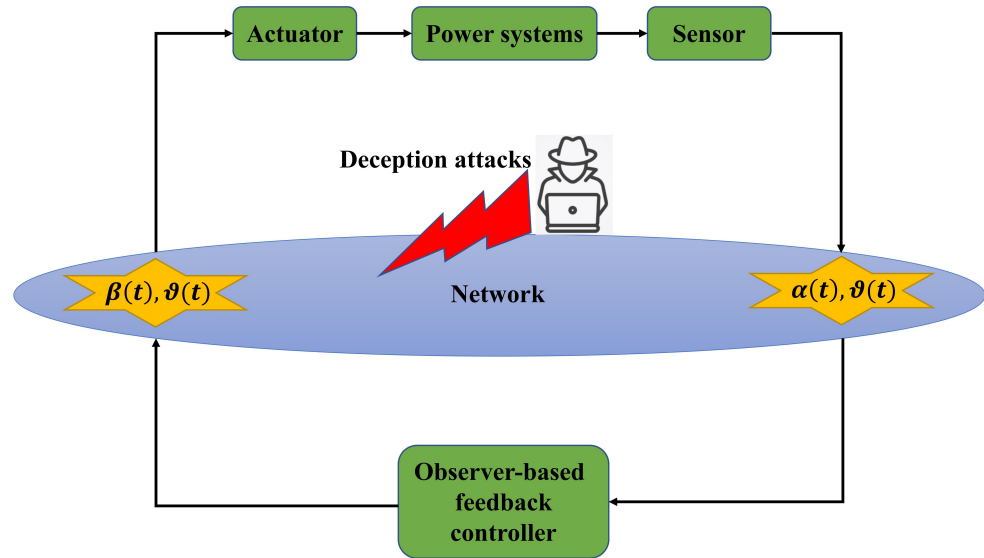 Actuator
Power systems
Sensor
Deception attacks
β(t), ϑ(t)
Network
α(t), ϑ(t)
Observer-based
feedback
controller